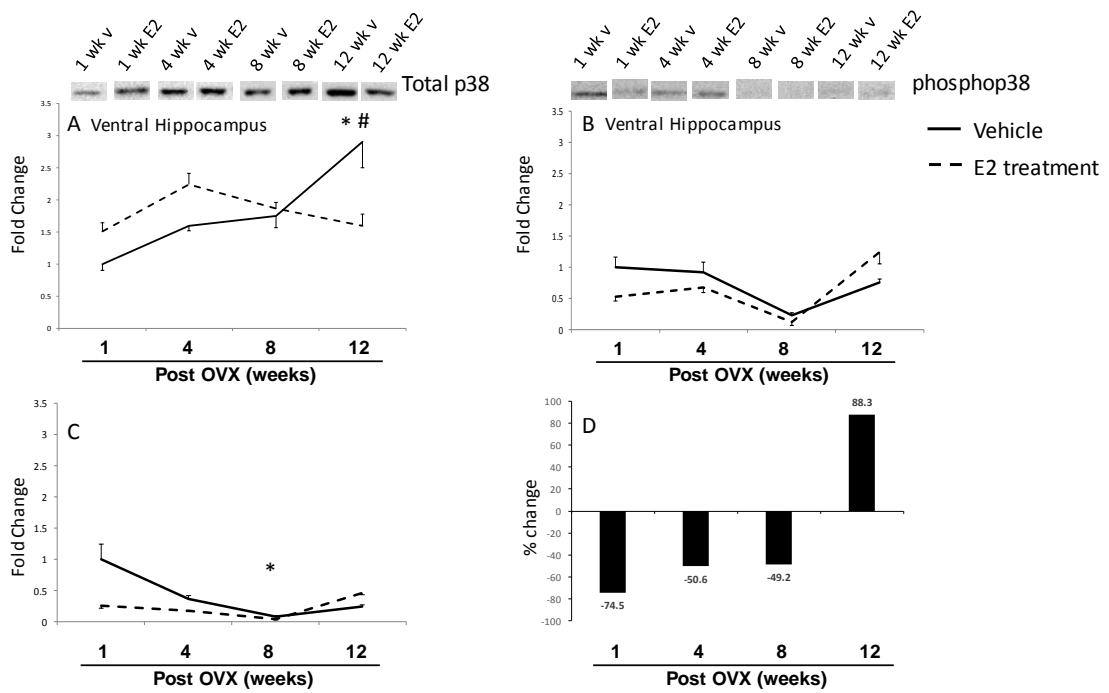 1 wk v
1 wk E2
4 wk v
4 wk E2
8 wk v
8 wk E2
12 wk v
12 wk E2
Total p38
1 wk v
1 wk E2
4 wk v
4 wk E2
8 wk v
8 wk E2
12 wk v
12 wk E2
phosphop38
Vehicle
E2 treatment
A Ventral Hippocampus
* #
Fold Change
3.5
3
2.5
2
1.5
1
0.5
0
1 4 8 12
Post OVX (weeks)
B Ventral Hippocampus
Fold Change
3.5
3
2.5
2
1.5
1
0.5
0
1 4 8 12
Post OVX (weeks)
C
*
Fold Change
3.5
3
2.5
2
1.5
1
0.5
0
1 4 8 12
Post OVX (weeks)
D
% change
100
80
60
40
20
0
-20
-40
-60
-80
-100
-74.5
-50.6
-49.2
88.3
1 4 8 12
Post OVX (weeks)